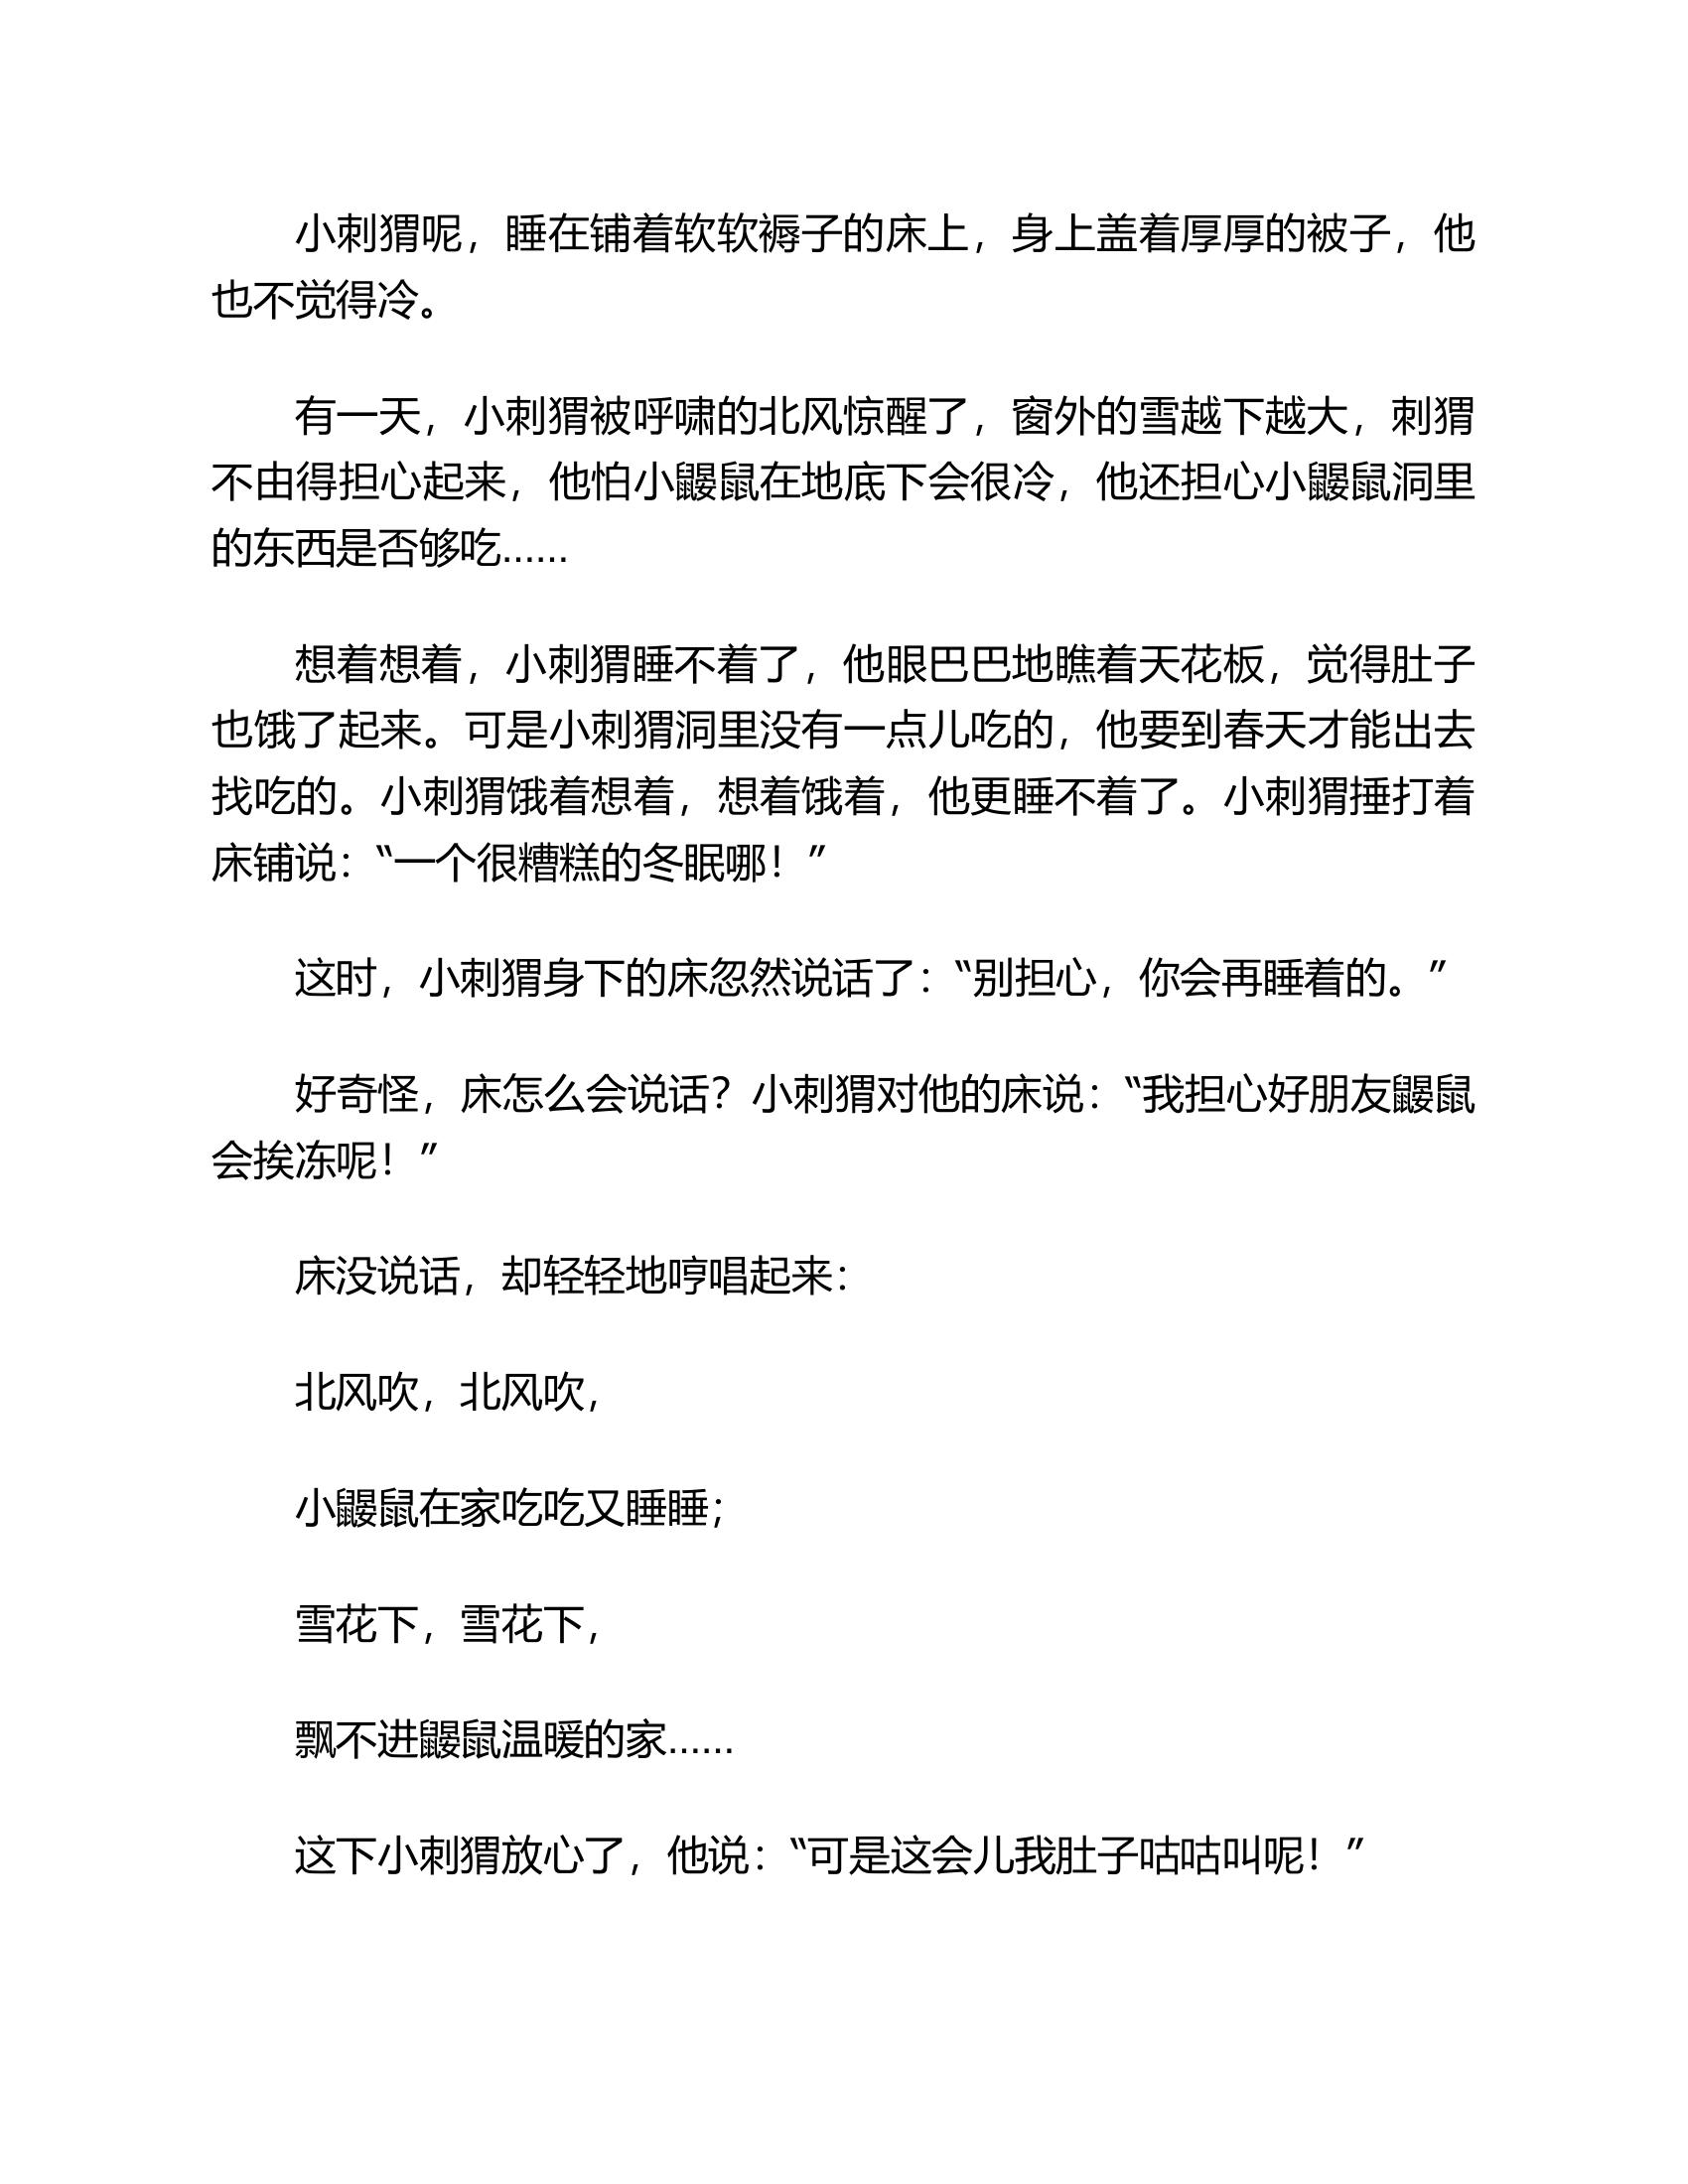 小刺猬呢，睡在铺着软软褥子的床上，身上盖着厚厚的被子，他
也不觉得冷。
有一天，小刺猬被呼啸的北风惊醒了，窗外的雪越下越大，刺猬
不由得担心起来，他怕小鼹鼠在地底下会很冷，他还担心小鼹鼠洞里
的东西是否够吃……
想着想着，小刺猬睡不着了，他眼巴巴地瞧着天花板，觉得肚子
也饿了起来。可是小刺猬洞里没有一点儿吃的，他要到春天才能出去
找吃的。小刺猬饿着想着，想着饿着，他更睡不着了。小刺猬捶打着
床铺说：“一个很糟糕的冬眠哪！”
这时，小刺猬身下的床忽然说话了：“别担心，你会再睡着的。”
好奇怪，床怎么会说话？小刺猬对他的床说：“我担心好朋友鼹鼠
会挨冻呢！”
床没说话，却轻轻地哼唱起来：
北风吹，北风吹，
小鼹鼠在家吃吃又睡睡；
雪花下，雪花下，
飘不进鼹鼠温暖的家……
这下小刺猬放心了，他说：“可是这会儿我肚子咕咕叫呢！”